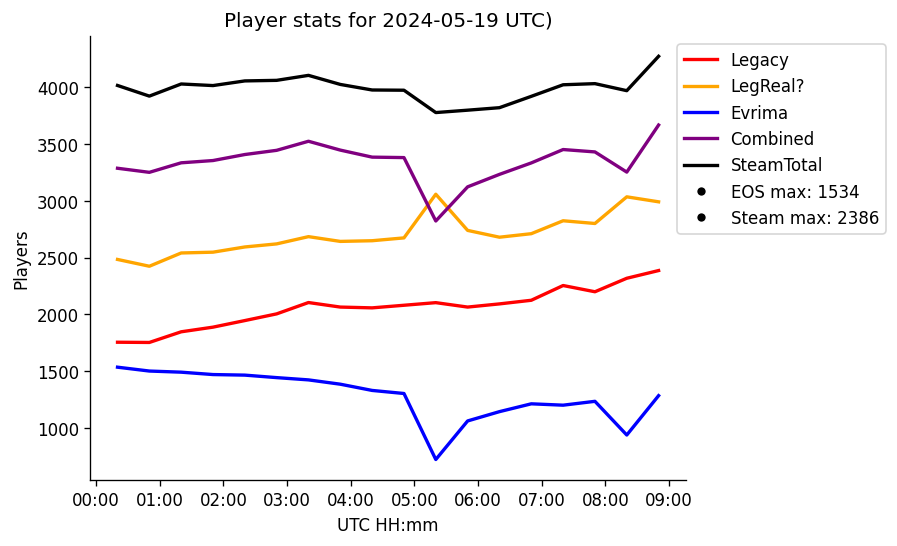 Player stats for 2024-05-19 UTC)
Legacy
LegReal?
Evrima
Combined
SteamTotal
EOS max: 1534
Steam max: 2386
4000
3500
3000
2500
2000
1500
1000
Players
00:00 01:00 02:00 03:00 04:00 05:00 06:00 07:00 08:00 09:00
UTC HH:mm